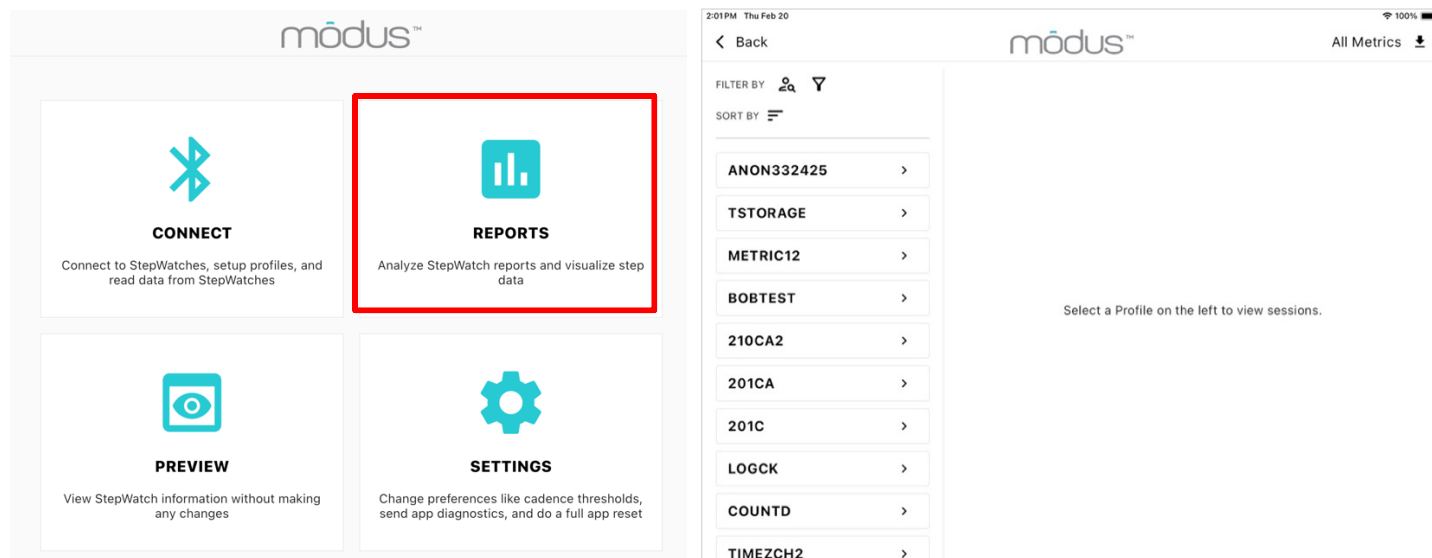 mōdus™
CONNECT
Connect to StepWatches, setup profiles, and
read data from StepWatches
REPORTS
Analyze StepWatch reports and visualize step
data
PREVIEW
View StepWatch information without making
any changes
SETTINGS
Change preferences like cadence thresholds,
send app diagnostics, and do a full app reset
2:01 PM Thu Feb 20
100%
Back
mōdus™
All Metrics
FILTER BY
SORT BY
ANON332425
TSTORAGE
METRIC12
BOBTEST
210CA2
201CA
201C
LOGCK
COUNTD
TIMEZCH2
Select a Profile on the left to view sessions.